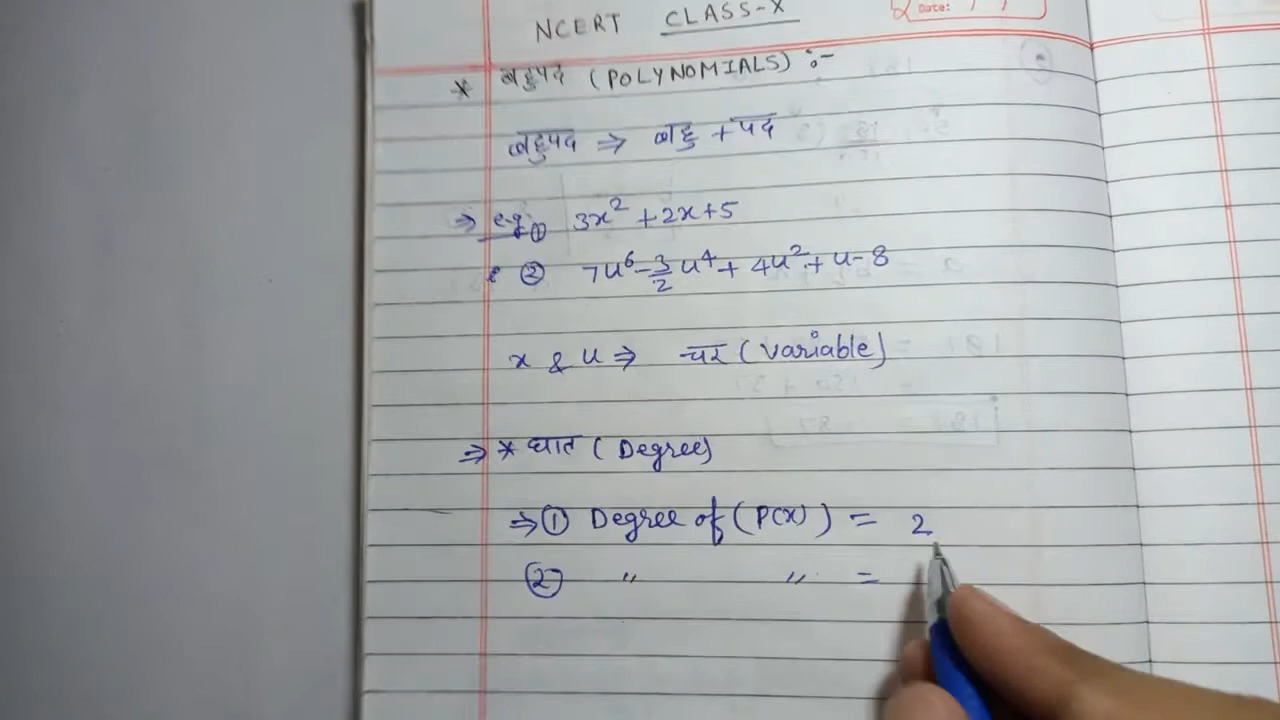 Date:
NCERT CLASS-X
* बहुपद (POLYNOMIALS) :-
बहुपद ⇒ बहु + पद
⇒ e.g. ① 3x² + 2x + 5
② 7u⁶ - 3/2 u⁴ + 4u² + u - 8
x & u ⇒ चर (Variable)
⇒ * घात (Degree)
⇒ ① Degree of (P(x)) = 2
② " " =